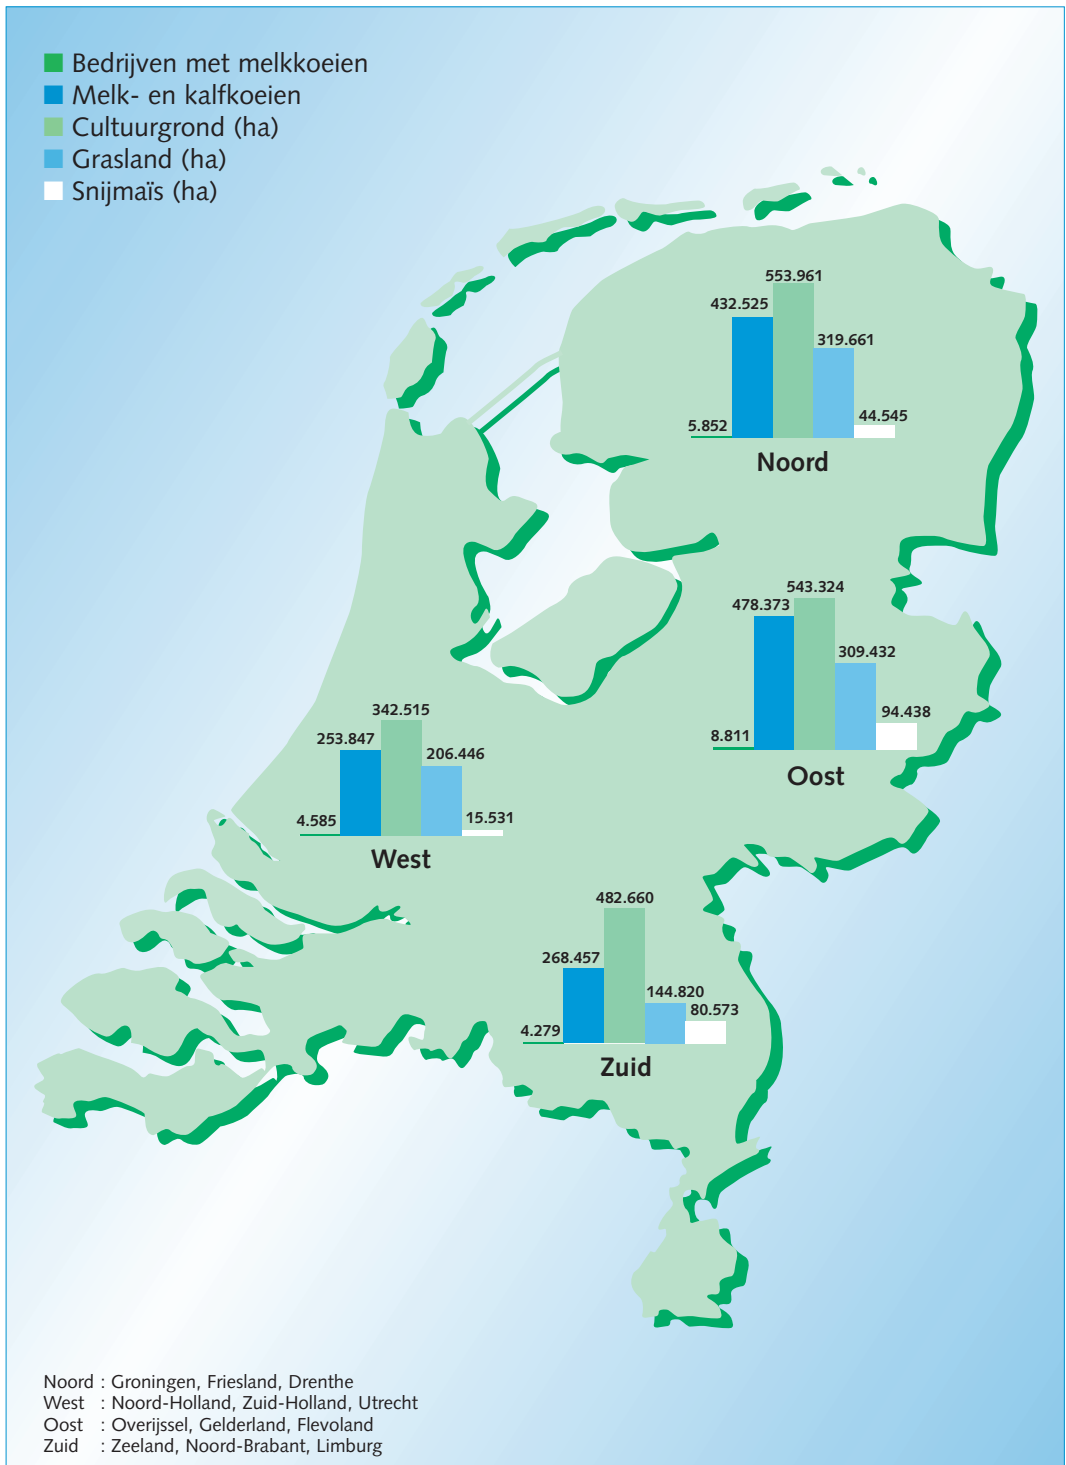 Bedrijven met melkkoeien
Melk- en kalfkoeien
Cultuurgrond (ha)
Grasland (ha)
Snijmaïs (ha)
553.961
432.525
319.661
44.545
5.852
Noord
543.324
478.373
309.432
94.438
8.811
Oost
342.515
253.847
206.446
4.585
15.531
West
482.660
268.457
144.820
80.573
4.279
Zuid
Noord : Groningen, Friesland, Drenthe
West : Noord-Holland, Zuid-Holland, Utrecht
Oost : Overijssel, Gelderland, Flevoland
Zuid : Zeeland, Noord-Brabant, Limburg